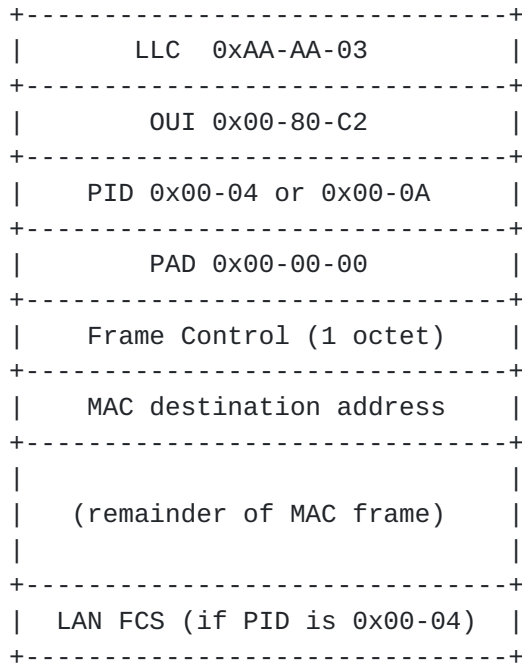 LLC 0xAA-AA-03
OUI 0x00-80-C2
PID 0x00-04 or 0x00-0A
PAD 0x00-00-00
Frame Control (1 octet)
MAC destination address
(remainder of MAC frame)
LAN FCS (if PID is 0x00-04)